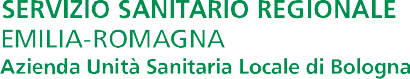 SERVIZIO SANITARIO REGIONALE
EMILIA-ROMAGNA
Azienda Unità Sanitaria Locale di Bologna